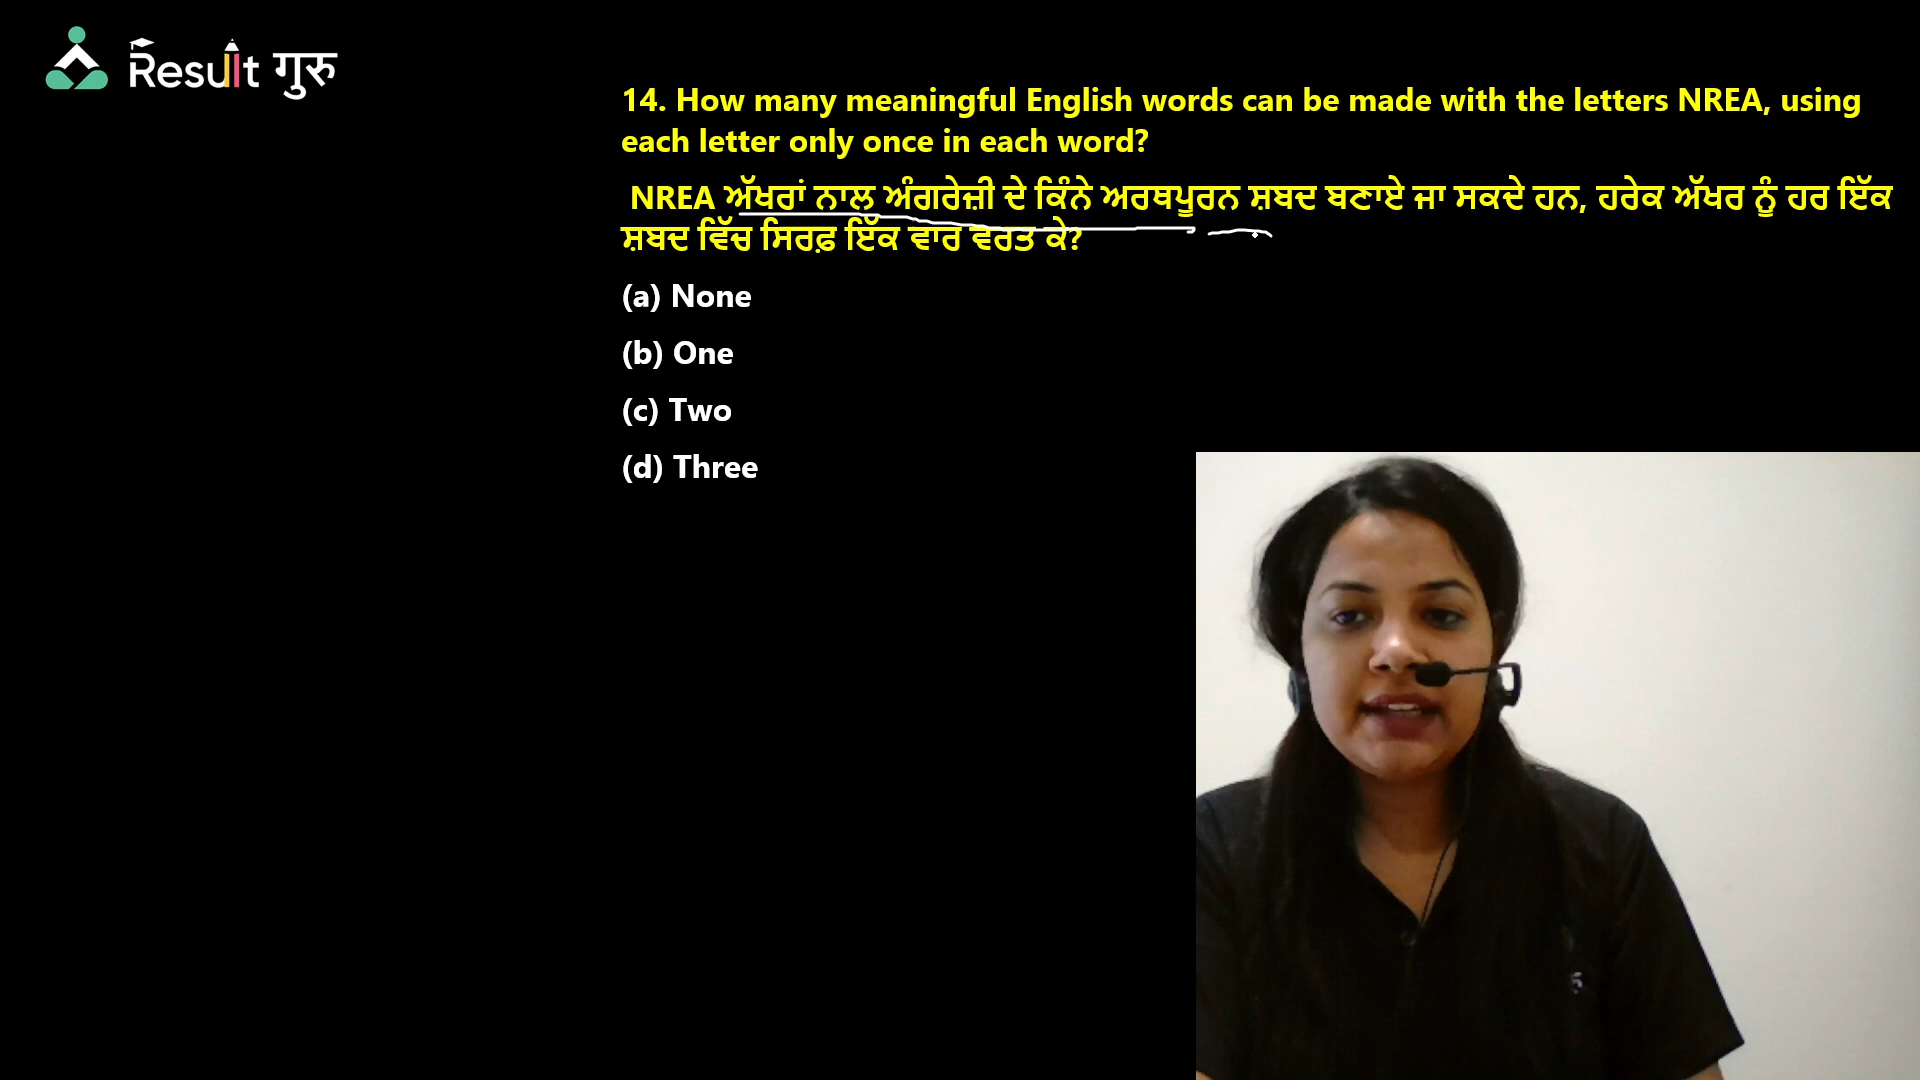 Result ਗੁਰੂ
14. How many meaningful English words can be made with the letters NREA, using
each letter only once in each word?
NREA ਅੱਖਰਾਂ ਨਾਲ ਅੰਗਰੇਜ਼ੀ ਦੇ ਕਿੰਨੇ ਅਰਥਪੂਰਨ ਸ਼ਬਦ ਬਣਾਏ ਜਾ ਸਕਦੇ ਹਨ, ਹਰੇਕ ਅੱਖਰ ਨੂੰ ਹਰ ਇੱਕ
ਸ਼ਬਦ ਵਿੱਚ ਸਿਰਫ਼ ਇੱਕ ਵਾਰ ਵਰਤ ਕੇ?
(a) None
(b) One
(c) Two
(d) Three